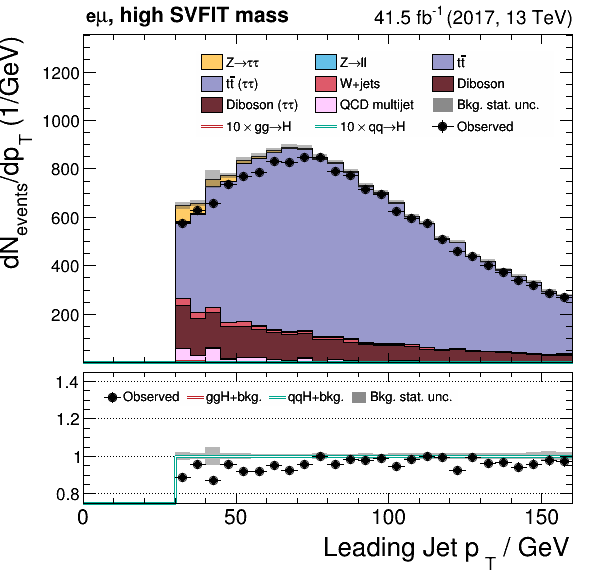 eμ, high SVFIT mass 41.5 fb⁻¹ (2017, 13 TeV)
dN_events/dp_T (1/GeV)
1200
1000
800
600
400
200
Z→ττ Z→ll tt̄
tt̄ (ττ) W+jets Diboson
Diboson (ττ) QCD multijet Bkg. stat. unc.
10 × gg→H 10 × qq→H Observed
1.4
1.2
1
0.8
Observed ggH+bkg. qqH+bkg. Bkg. stat. unc.
0 50 100 150
Leading Jet p_T / GeV